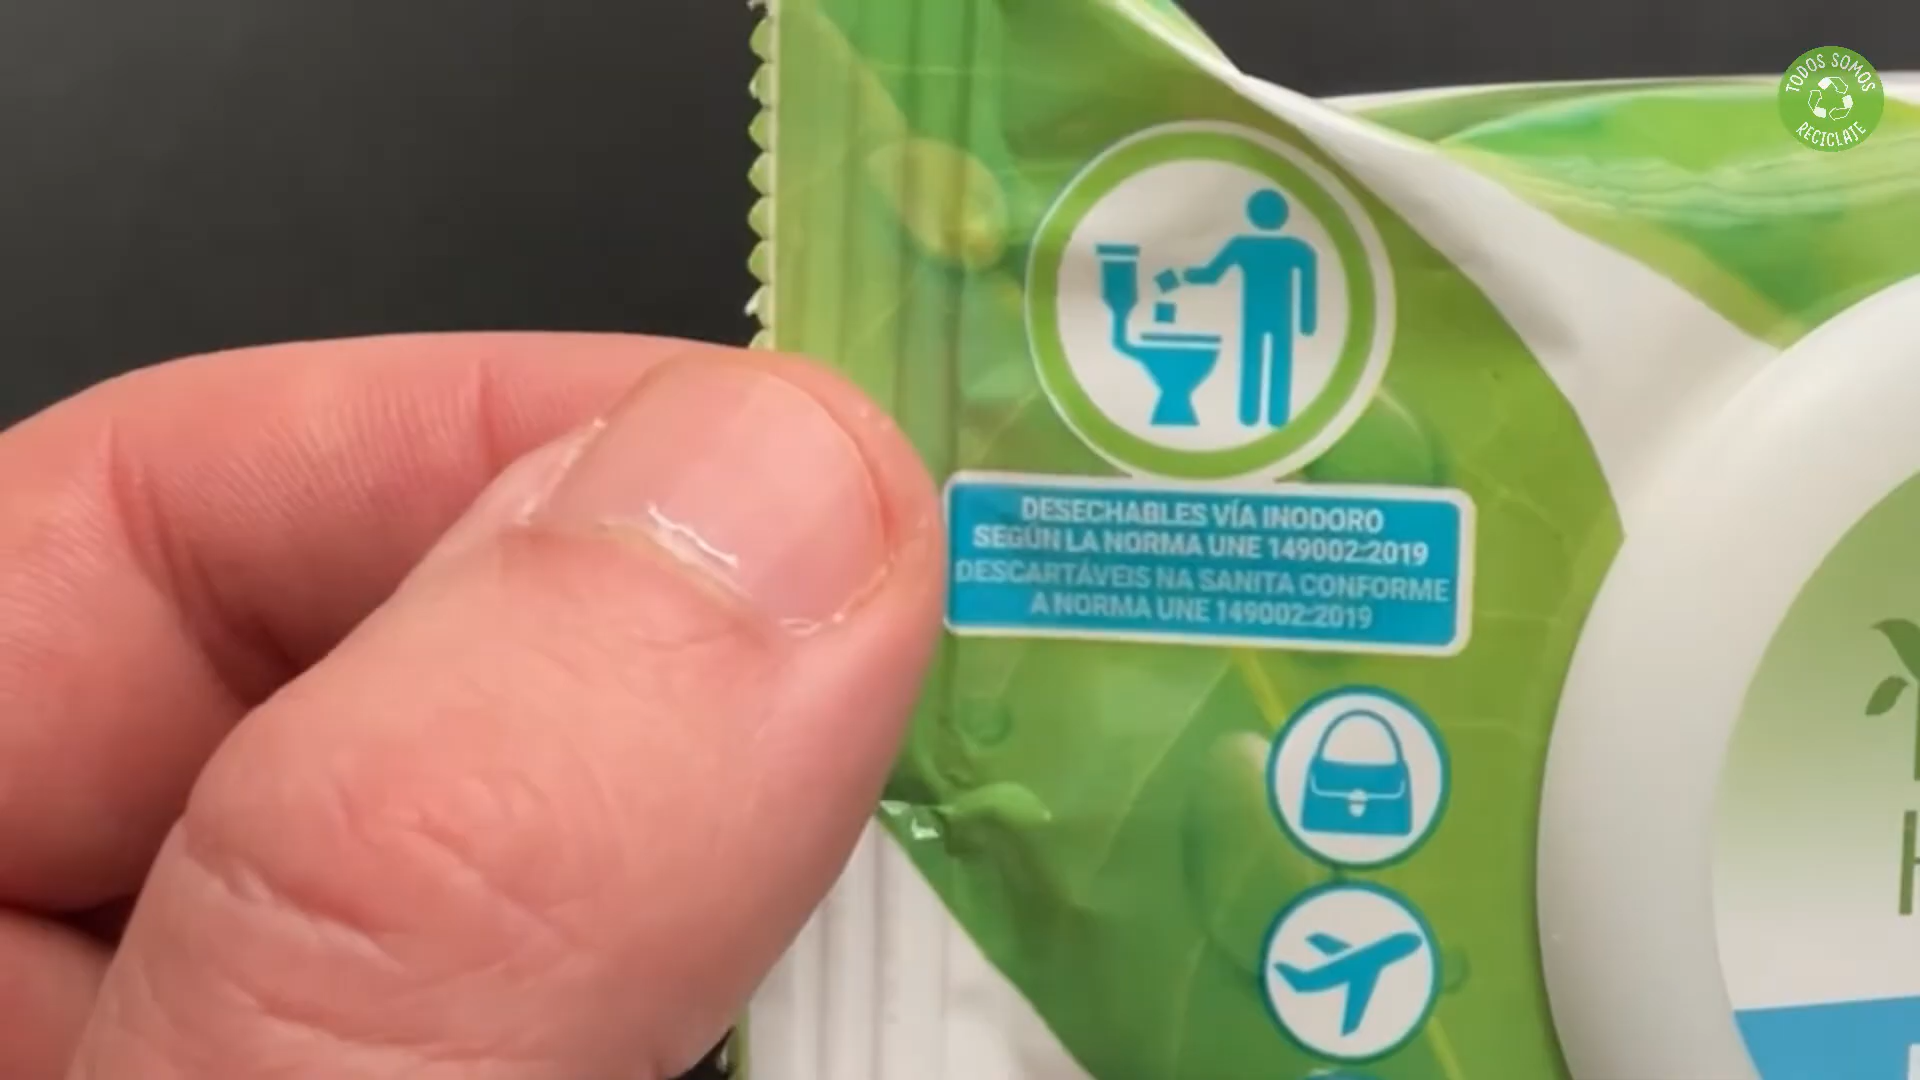 TODOS SOMOS
RECICLAJE
DESECHABLES VÍA INODORO
SEGÚN LA NORMA UNE 149002:2019
DESCARTÁVEIS NA SANITA CONFORME
A NORMA UNE 149002:2019